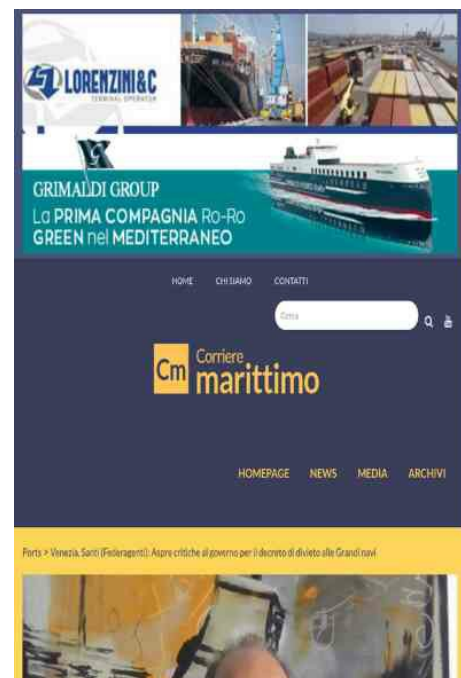 LORENZINI&C
TERMINAL OPERATOR
GRIMALDI GROUP
La PRIMA COMPAGNIA Ro-Ro
GREEN nel MEDITERRANEO
HOME CHI SIAMO CONTATTI
Cerca
Cm Corriere marittimo
HOMEPAGE NEWS MEDIA ARCHIVI
Ports > Venezia, Santi (Federagenti): Aspre critiche al governo per il decreto di divieto alle Grandi navi